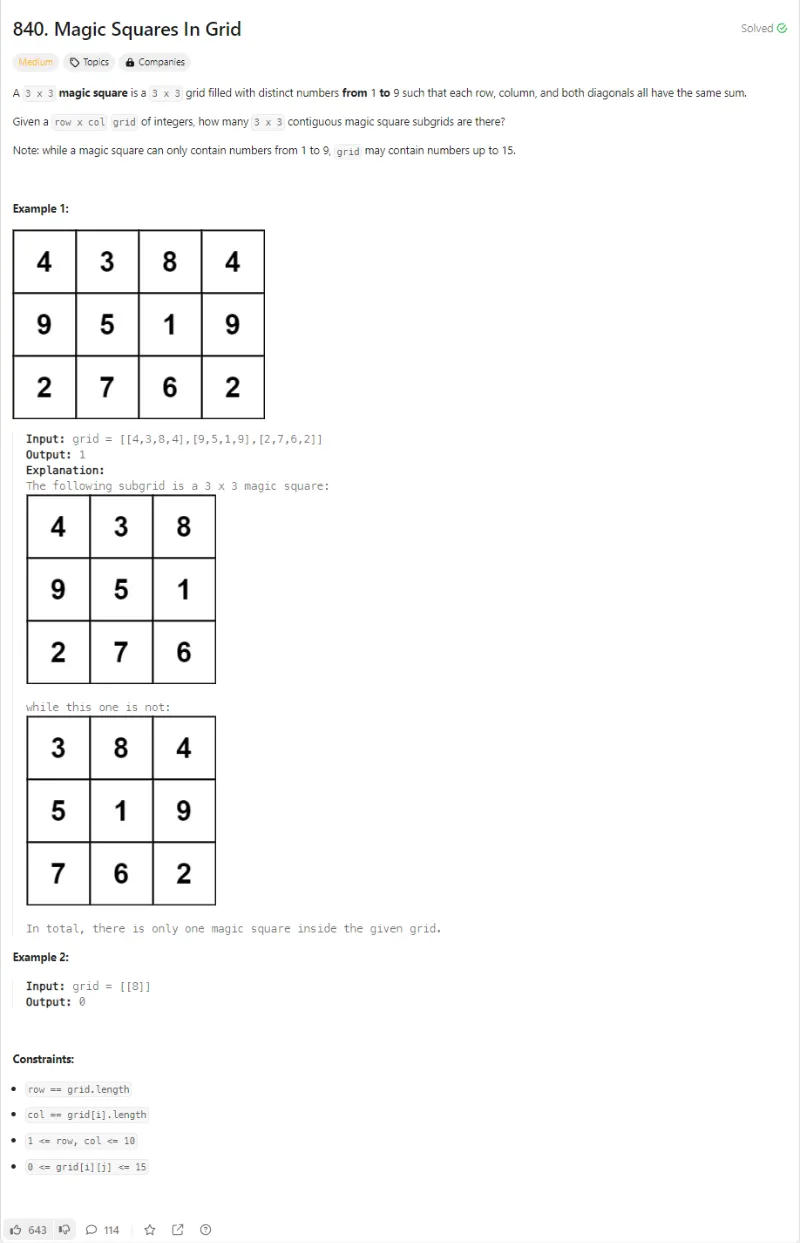 840. Magic Squares In Grid
Solved
Medium Topics Companies
A 3 x 3 magic square is a 3 x 3 grid filled with distinct numbers from 1 to 9 such that each row, column, and both diagonals all have the same sum.
Given a row x col grid of integers, how many 3 x 3 contiguous magic square subgrids are there?
Note: while a magic square can only contain numbers from 1 to 9, grid may contain numbers up to 15.
Example 1:
4 3 8 4
9 5 1 9
2 7 6 2
Input: grid = [[4,3,8,4],[9,5,1,9],[2,7,6,2]]
Output: 1
Explanation:
The following subgrid is a 3 x 3 magic square:
4 3 8
9 5 1
2 7 6
while this one is not:
3 8 4
5 1 9
7 6 2
In total, there is only one magic square inside the given grid.
Example 2:
Input: grid = [[8]]
Output: 0
Constraints:
row == grid.length
col == grid[i].length
1 <= row, col <= 10
0 <= grid[i][j] <= 15
643 114